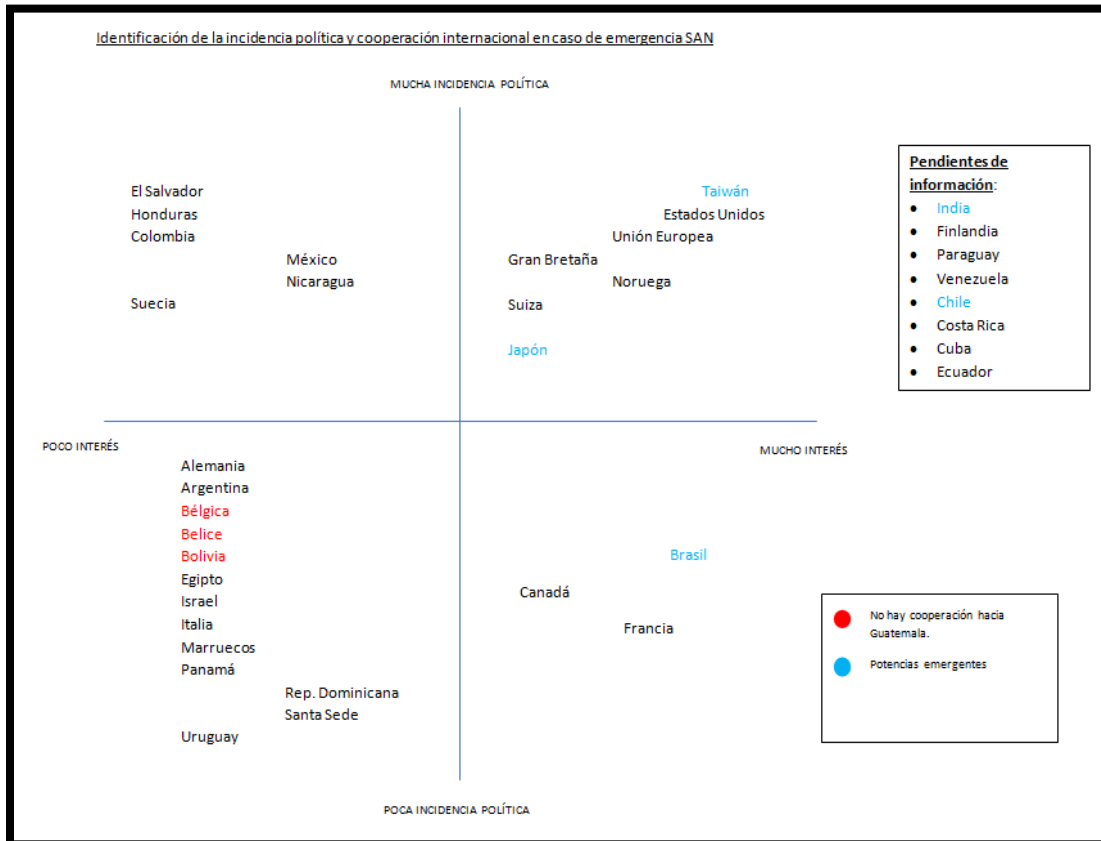 Identificación de la incidencia política y cooperación internacional en caso de emergencia SAN
MUCHA INCIDENCIA POLÍTICA
El Salvador
Honduras
Colombia
México
Nicaragua
Suecia
Taiwán
Estados Unidos
Unión Europea
Gran Bretaña
Noruega
Suiza
Japón
Pendientes de
información:
• India
• Finlandia
• Paraguay
• Venezuela
• Chile
• Costa Rica
• Cuba
• Ecuador
POCO INTERÉS
MUCHO INTERÉS
Alemania
Argentina
Bélgica
Belice
Bolivia
Egipto
Israel
Italia
Marruecos
Panamá
Rep. Dominicana
Santa Sede
Uruguay
Brasil
Canadá
Francia
No hay cooperación hacia
Guatemala.
Potencias emergentes
POCA INCIDENCIA POLÍTICA